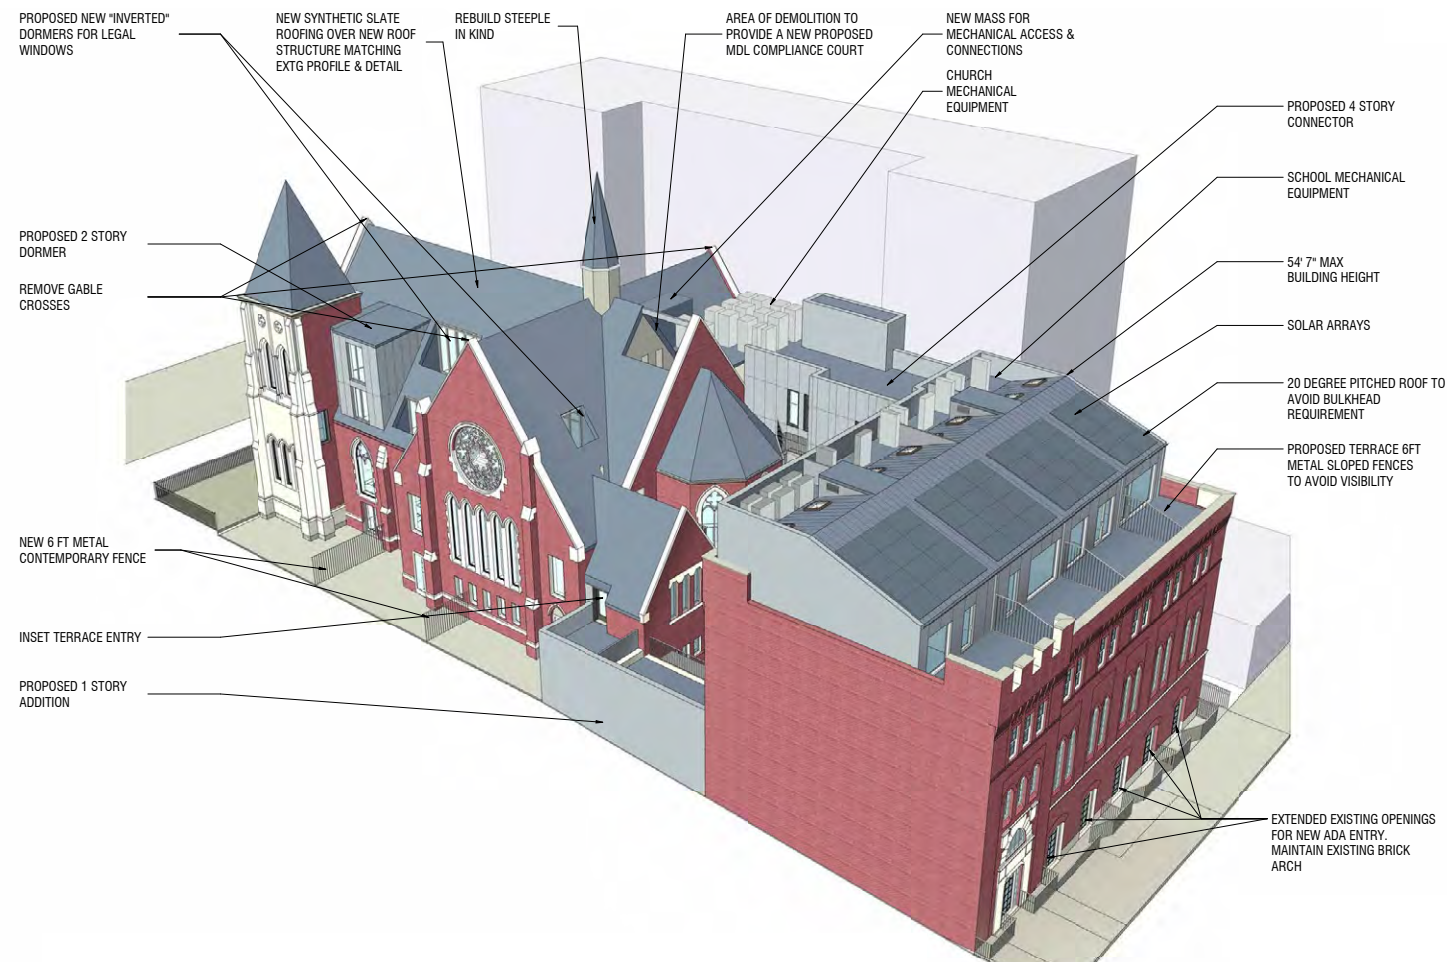 PROPOSED NEW "INVERTED"
DORMERS FOR LEGAL
WINDOWS
NEW SYNTHETIC SLATE
ROOFING OVER NEW ROOF
STRUCTURE MATCHING
EXTG PROFILE & DETAIL
REBUILD STEEPLE
IN KIND
AREA OF DEMOLITION TO
PROVIDE A NEW PROPOSED
MDL COMPLIANCE COURT
NEW MASS FOR
MECHANICAL ACCESS &
CONNECTIONS
CHURCH
MECHANICAL
EQUIPMENT
PROPOSED 4 STORY
CONNECTOR
SCHOOL MECHANICAL
EQUIPMENT
54' 7" MAX
BUILDING HEIGHT
SOLAR ARRAYS
20 DEGREE PITCHED ROOF TO
AVOID BULKHEAD
REQUIREMENT
PROPOSED TERRACE 6FT
METAL SLOPED FENCES
TO AVOID VISIBILITY
EXTENDED EXISTING OPENINGS
FOR NEW ADA ENTRY.
MAINTAIN EXISTING BRICK
ARCH
PROPOSED 2 STORY
DORMER
REMOVE GABLE
CROSSES
NEW 6 FT METAL
CONTEMPORARY FENCE
INSET TERRACE ENTRY
PROPOSED 1 STORY
ADDITION